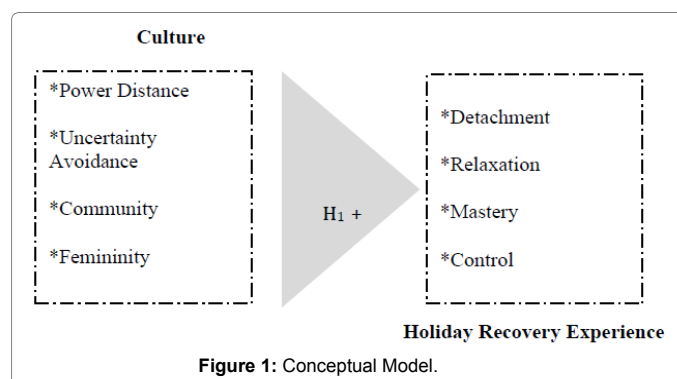 Culture
*Power Distance
*Uncertainty
Avoidance
*Community
*Femininity
H1 +
*Detachment
*Relaxation
*Mastery
*Control
Holiday Recovery Experience
Figure 1: Conceptual Model.